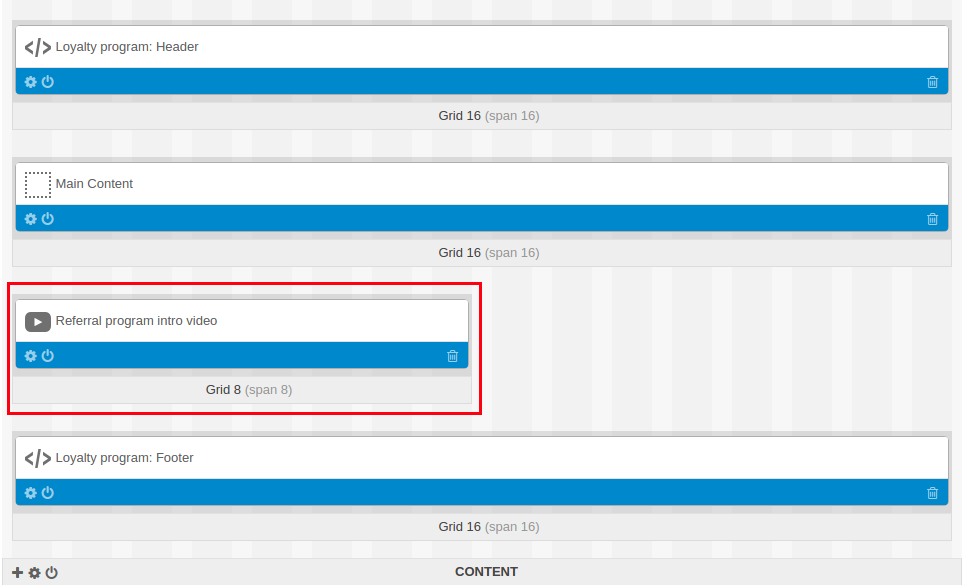 Loyalty program: Header
Grid 16 (span 16)
Main Content
Grid 16 (span 16)
Referral program intro video
Grid 8 (span 8)
Loyalty program: Footer
Grid 16 (span 16)
CONTENT